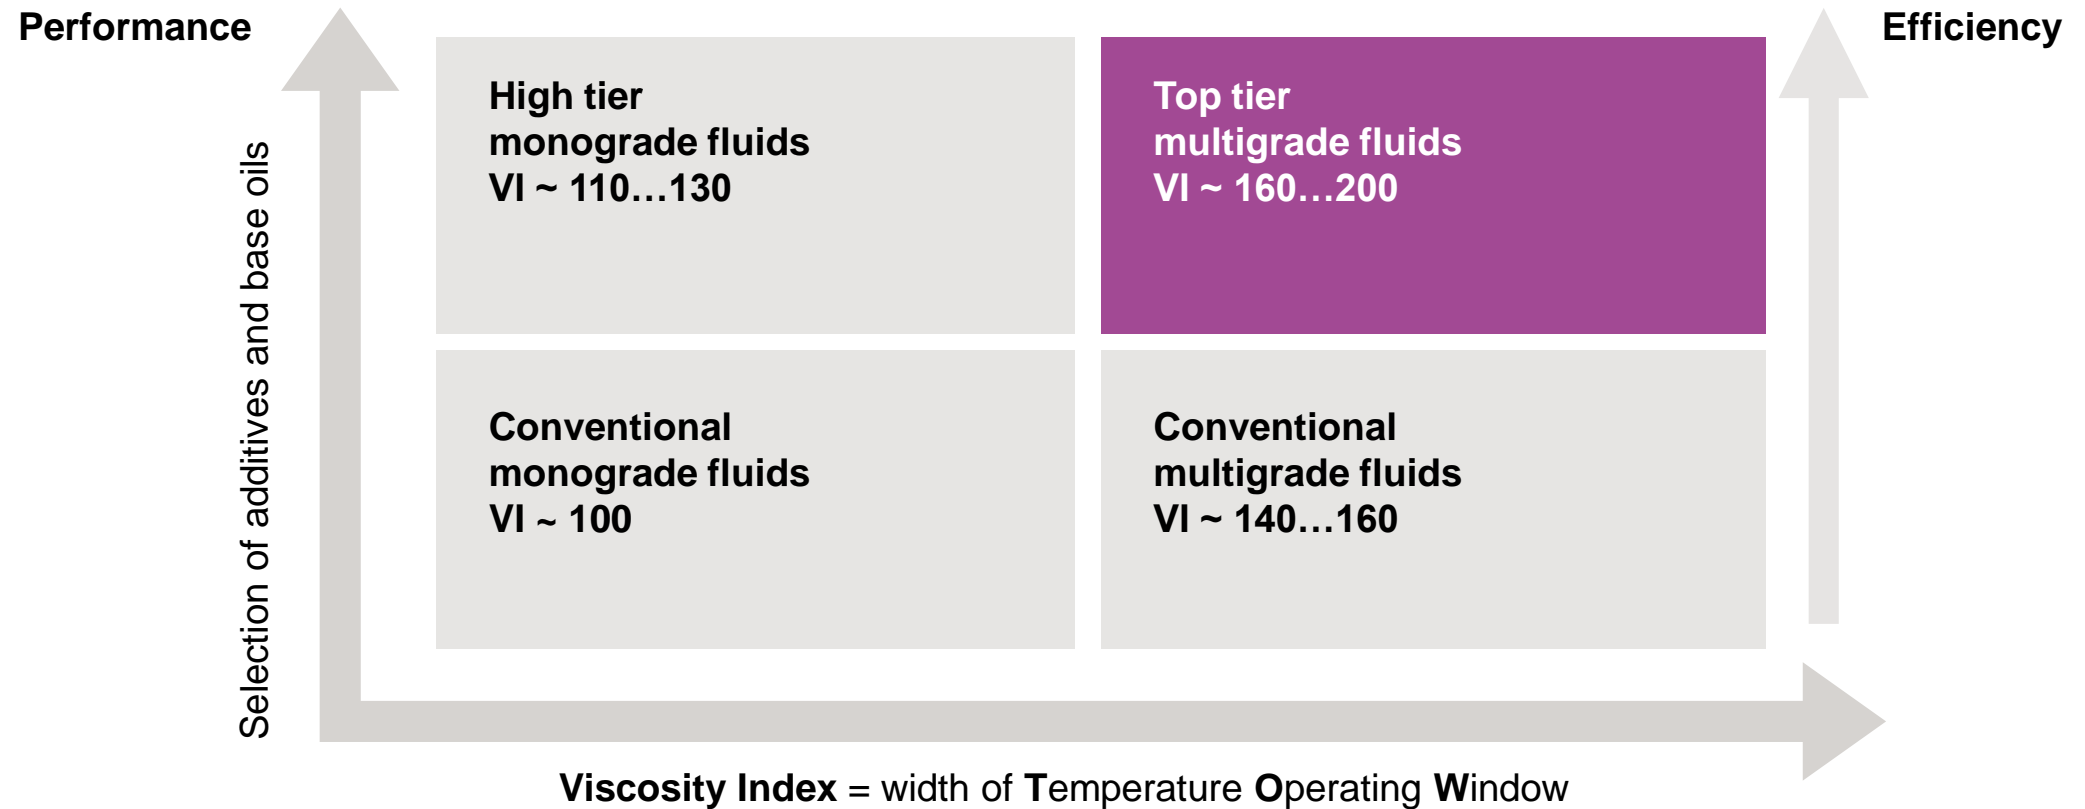 Performance
Efficiency
Selection of additives and base oils
High tier
monograde fluids
VI ~ 110…130
Top tier
multigrade fluids
VI ~ 160…200
Conventional
monograde fluids
VI ~ 100
Conventional
multigrade fluids
VI ~ 140…160
Viscosity Index = width of Temperature Operating Window